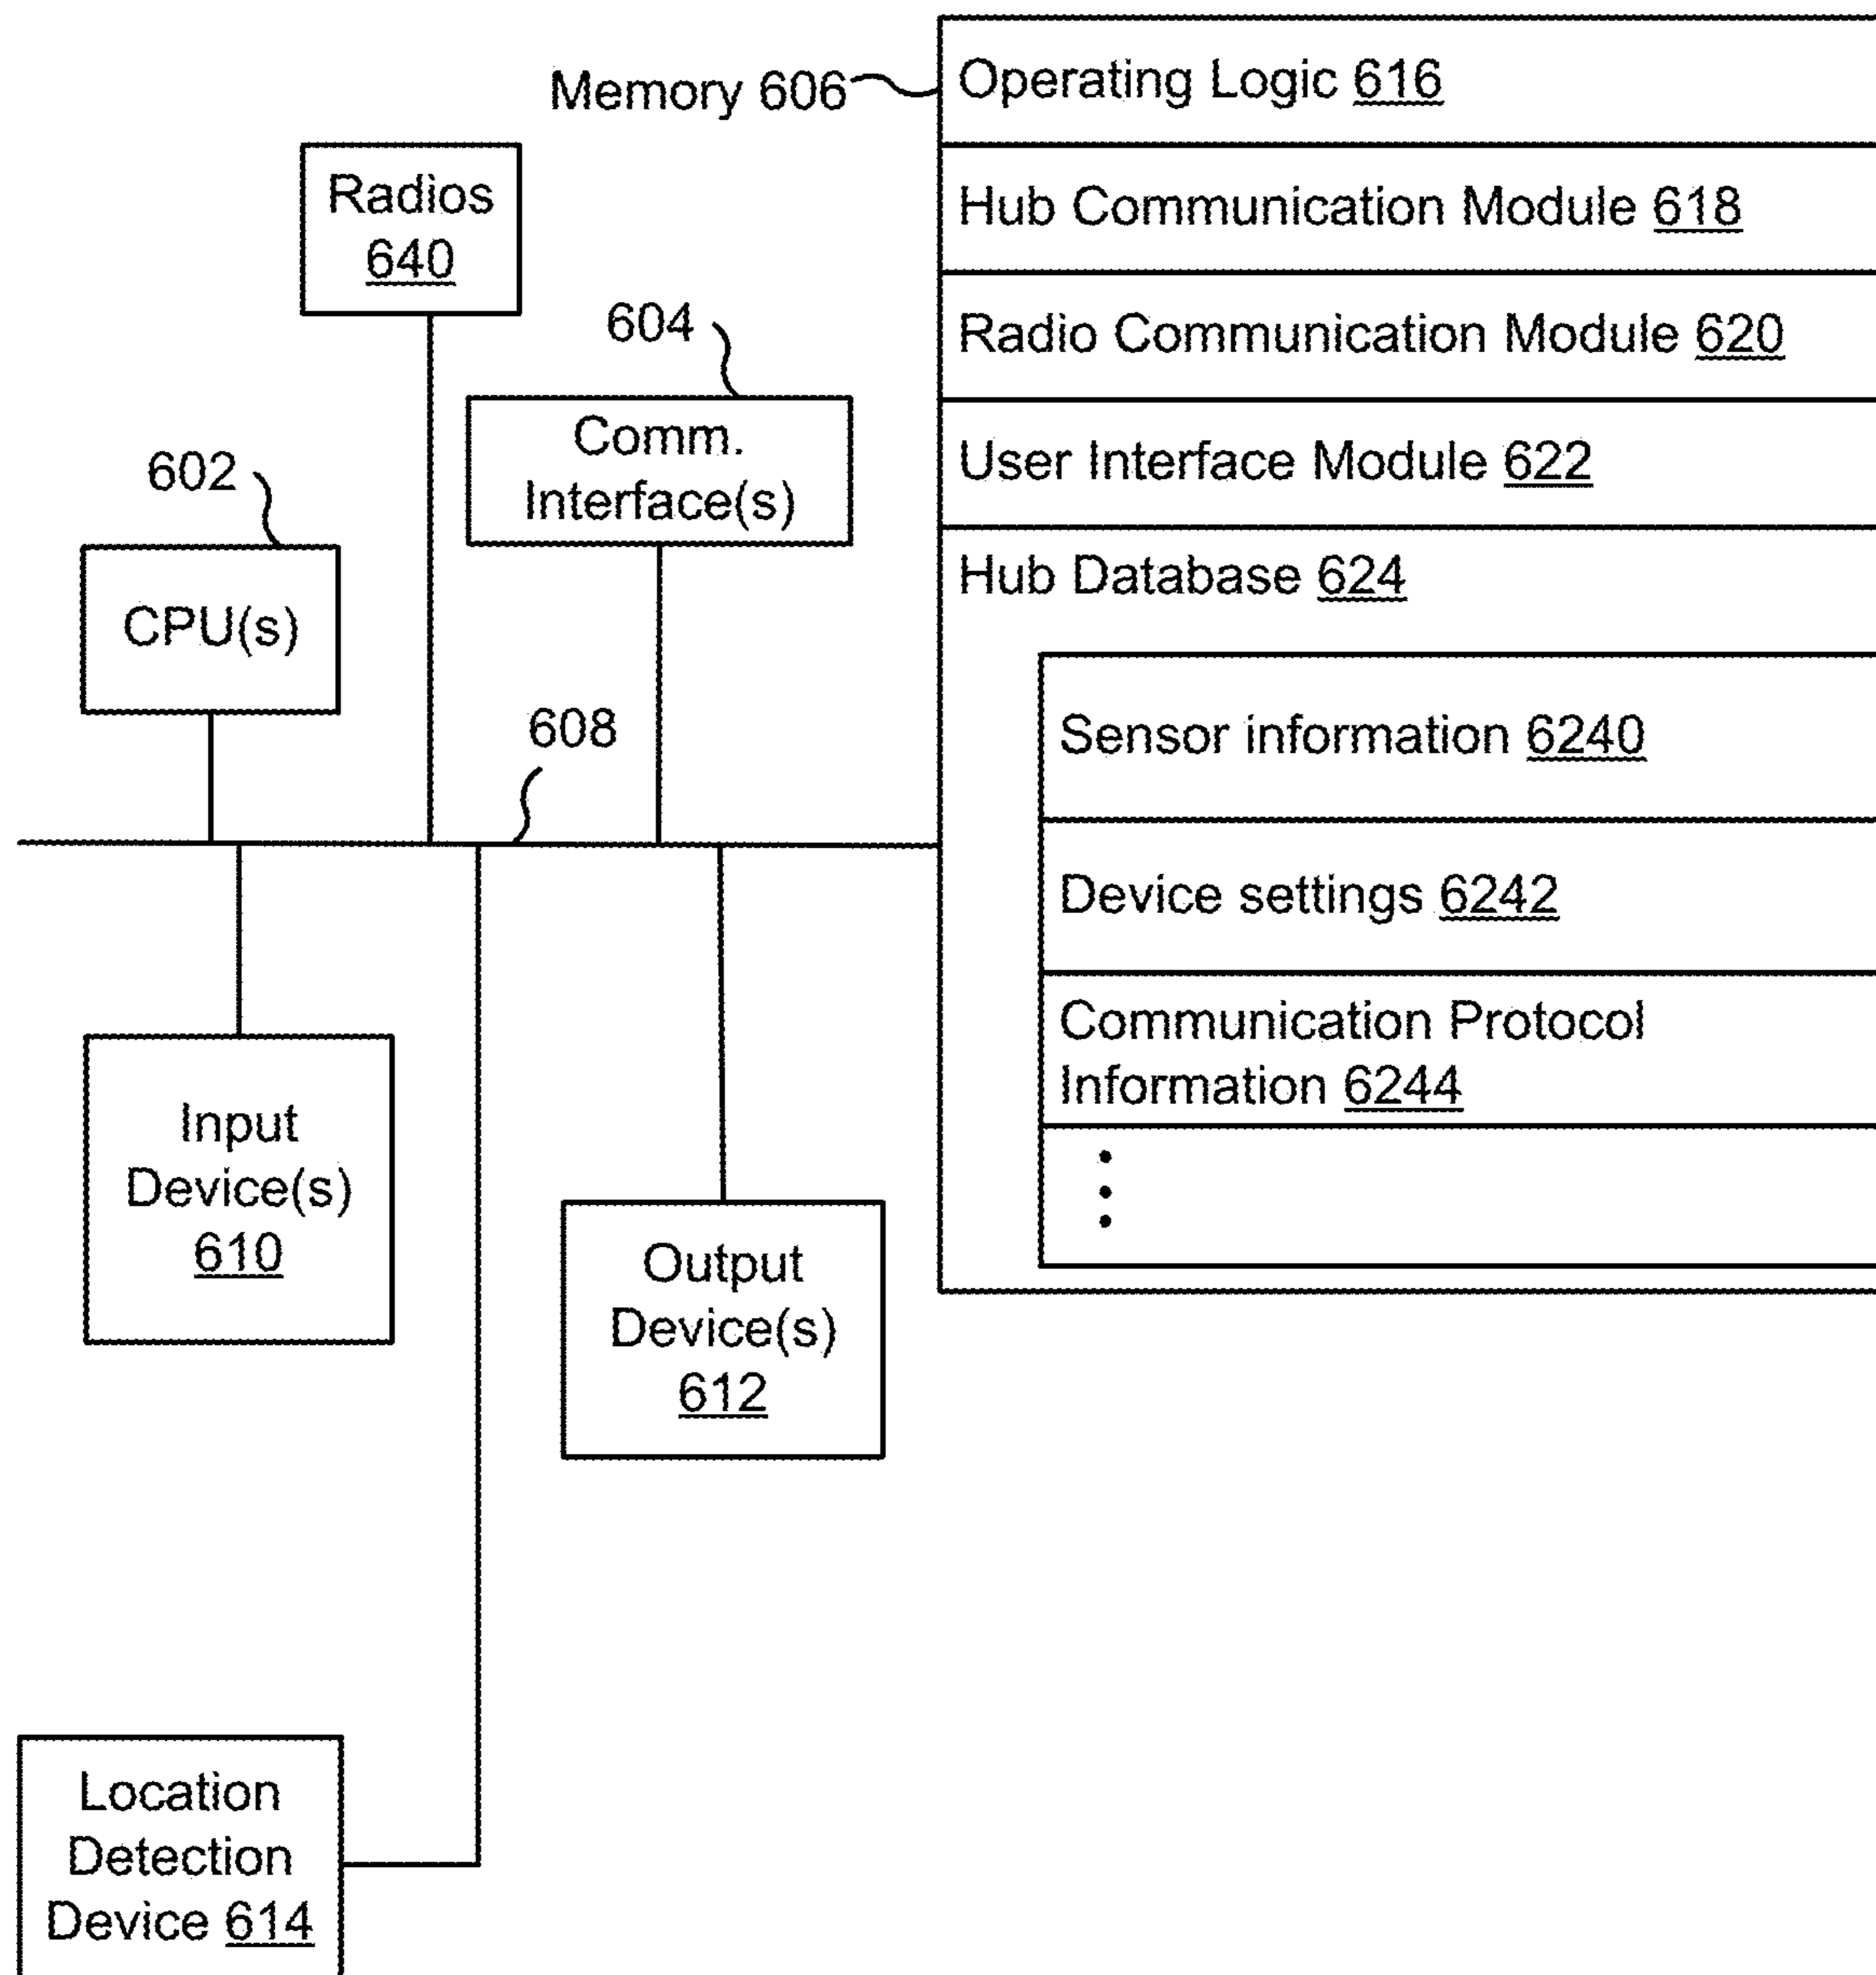 Memory 606
Operating Logic 616
Radios
640
Hub Communication Module 618
604
Radio Communication Module 620
Comm.
Interface(s)
602
User Interface Module 622
CPU(s)
Hub Database 624
608
Sensor information 6240
Device settings 6242
Communication Protocol
Information 6244
Input
Device(s)
610
Output
Device(s)
612
Location
Detection
Device 614